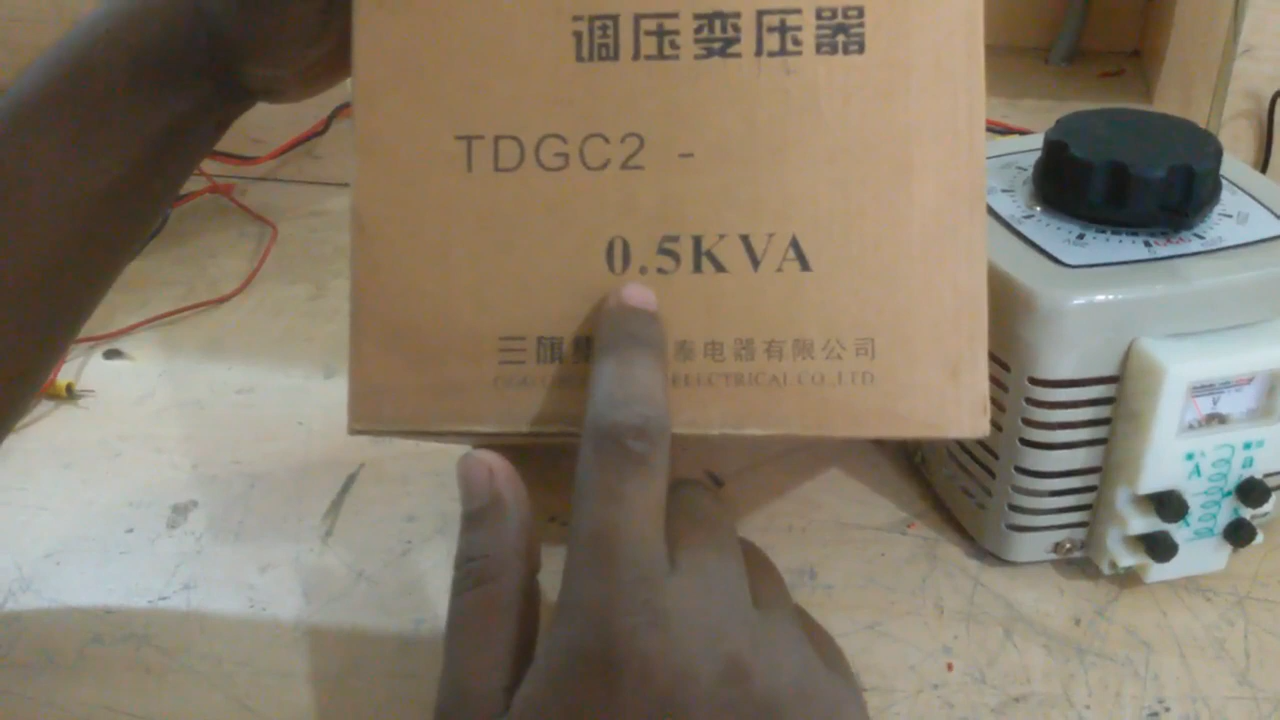 调压变压器
TDGC2 -
0.5KVA
三旗 泰电器有限公司
ELECTRICAL CO.,LTD
V
A